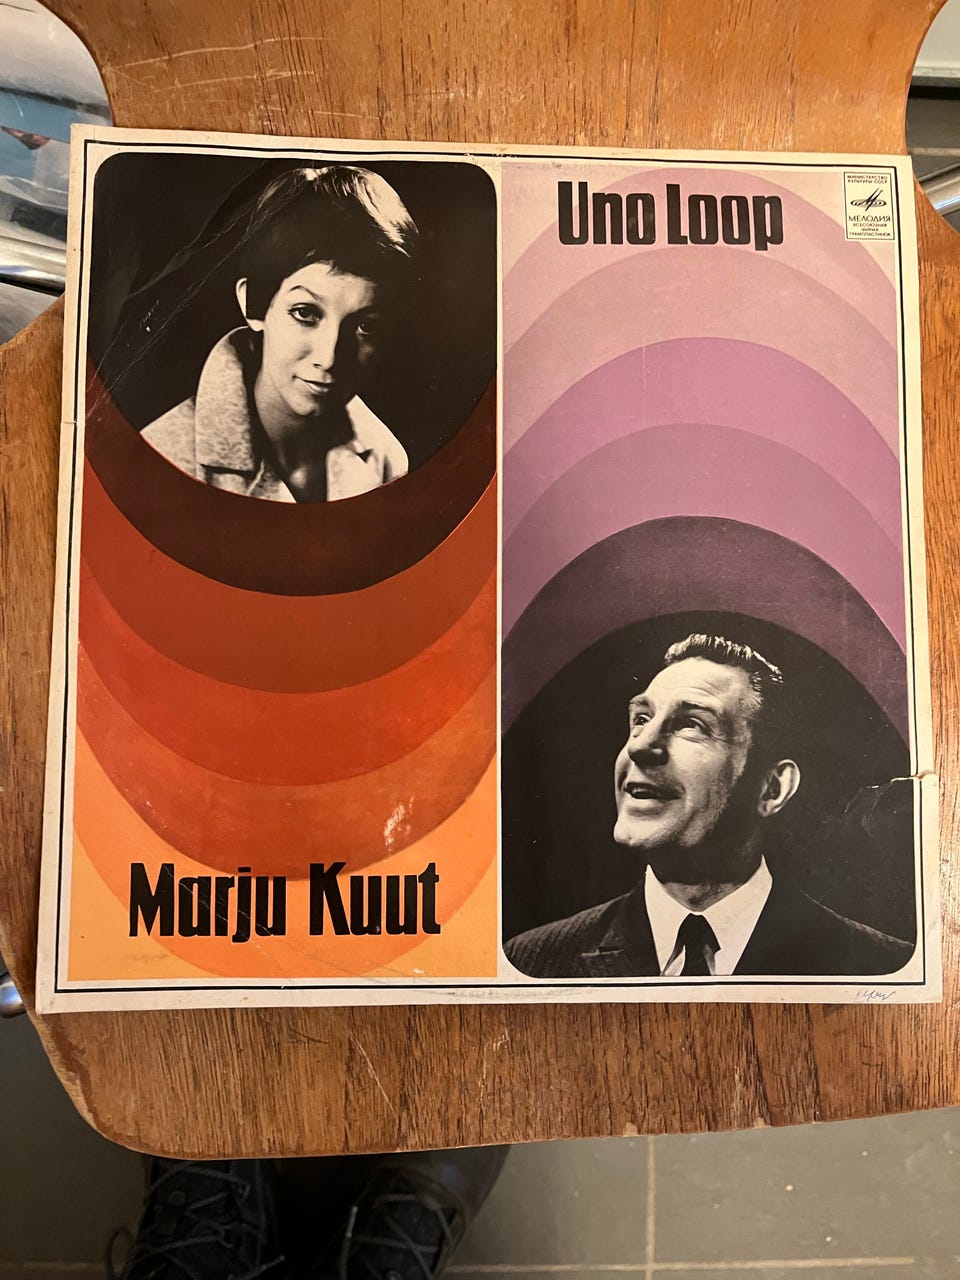 Uno Loop
МИНИСТЕРСТВО
КУЛЬТУРЫ СССР
МЕЛОДИЯ
ВСЕСОЮЗНАЯ
ФИРМА
ГРАМПЛАСТИНОК
Marju Kuut